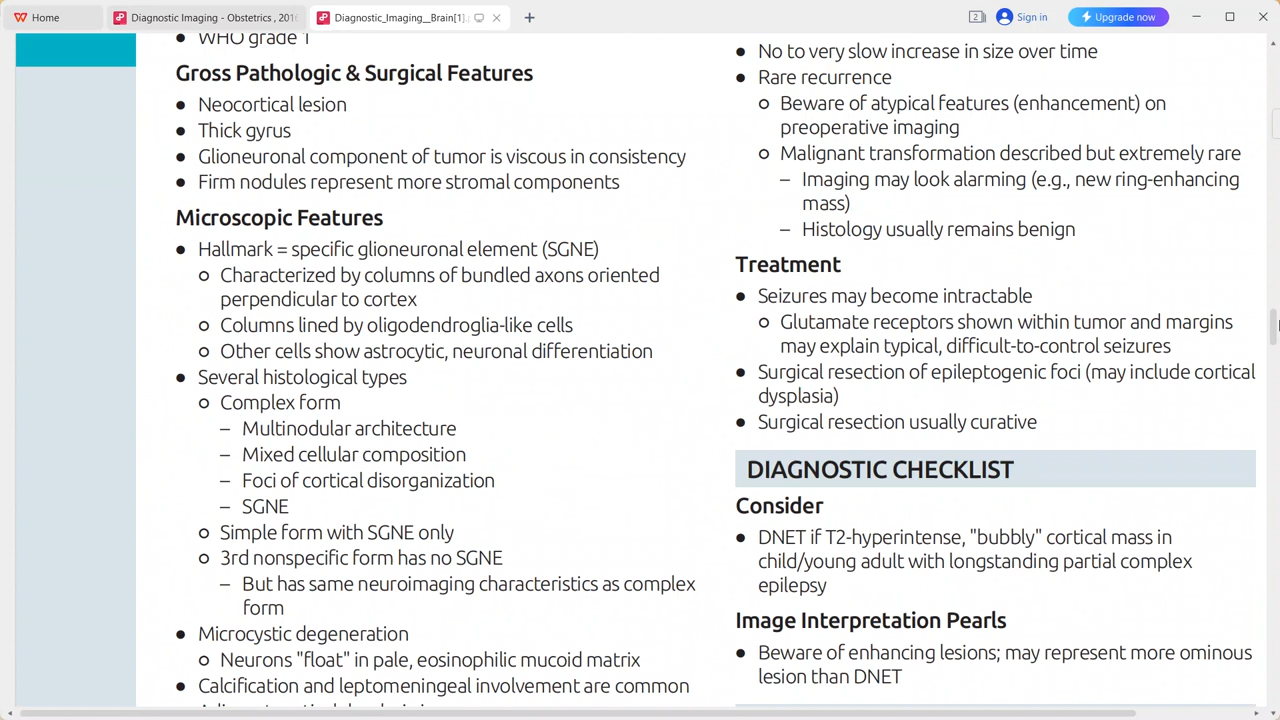 Home
Diagnostic Imaging - Obstetrics , 2016
Diagnostic_Imaging__Brain[1].p
Sign in
Upgrade now
WHO grade 1
Gross Pathologic & Surgical Features
● Neocortical lesion
● Thick gyrus
● Glioneuronal component of tumor is viscous in consistency
● Firm nodules represent more stromal components
Microscopic Features
● Hallmark = specific glioneuronal element (SGNE)
○ Characterized by columns of bundled axons oriented
perpendicular to cortex
○ Columns lined by oligodendroglia-like cells
○ Other cells show astrocytic, neuronal differentiation
● Several histological types
○ Complex form
– Multinodular architecture
– Mixed cellular composition
– Foci of cortical disorganization
– SGNE
○ Simple form with SGNE only
○ 3rd nonspecific form has no SGNE
– But has same neuroimaging characteristics as complex
form
● Microcystic degeneration
○ Neurons "float" in pale, eosinophilic mucoid matrix
● Calcification and leptomeningeal involvement are common
● No to very slow increase in size over time
● Rare recurrence
○ Beware of atypical features (enhancement) on
preoperative imaging
○ Malignant transformation described but extremely rare
– Imaging may look alarming (e.g., new ring-enhancing
mass)
– Histology usually remains benign
Treatment
● Seizures may become intractable
○ Glutamate receptors shown within tumor and margins
may explain typical, difficult-to-control seizures
● Surgical resection of epileptogenic foci (may include cortical
dysplasia)
● Surgical resection usually curative
DIAGNOSTIC CHECKLIST
Consider
● DNET if T2-hyperintense, "bubbly" cortical mass in
child/young adult with longstanding partial complex
epilepsy
Image Interpretation Pearls
● Beware of enhancing lesions; may represent more ominous
lesion than DNET